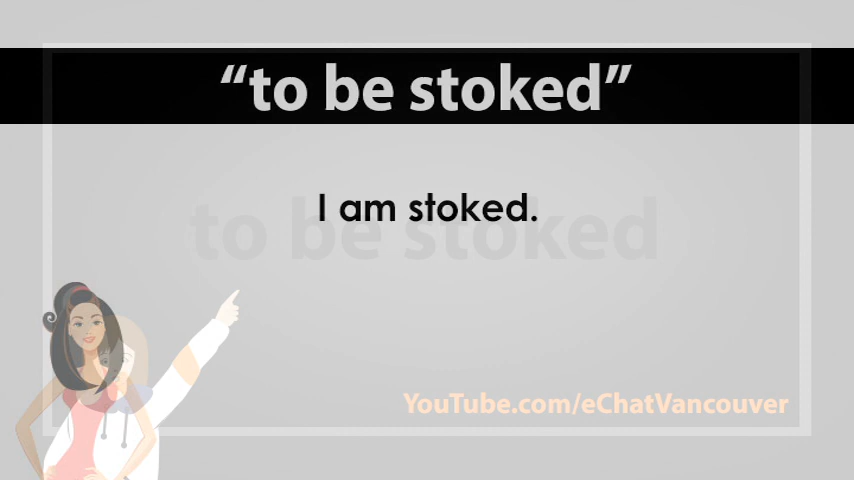 “to be stoked”
I am stoked.
to be stoked
YouTube.com/eChatVancouver